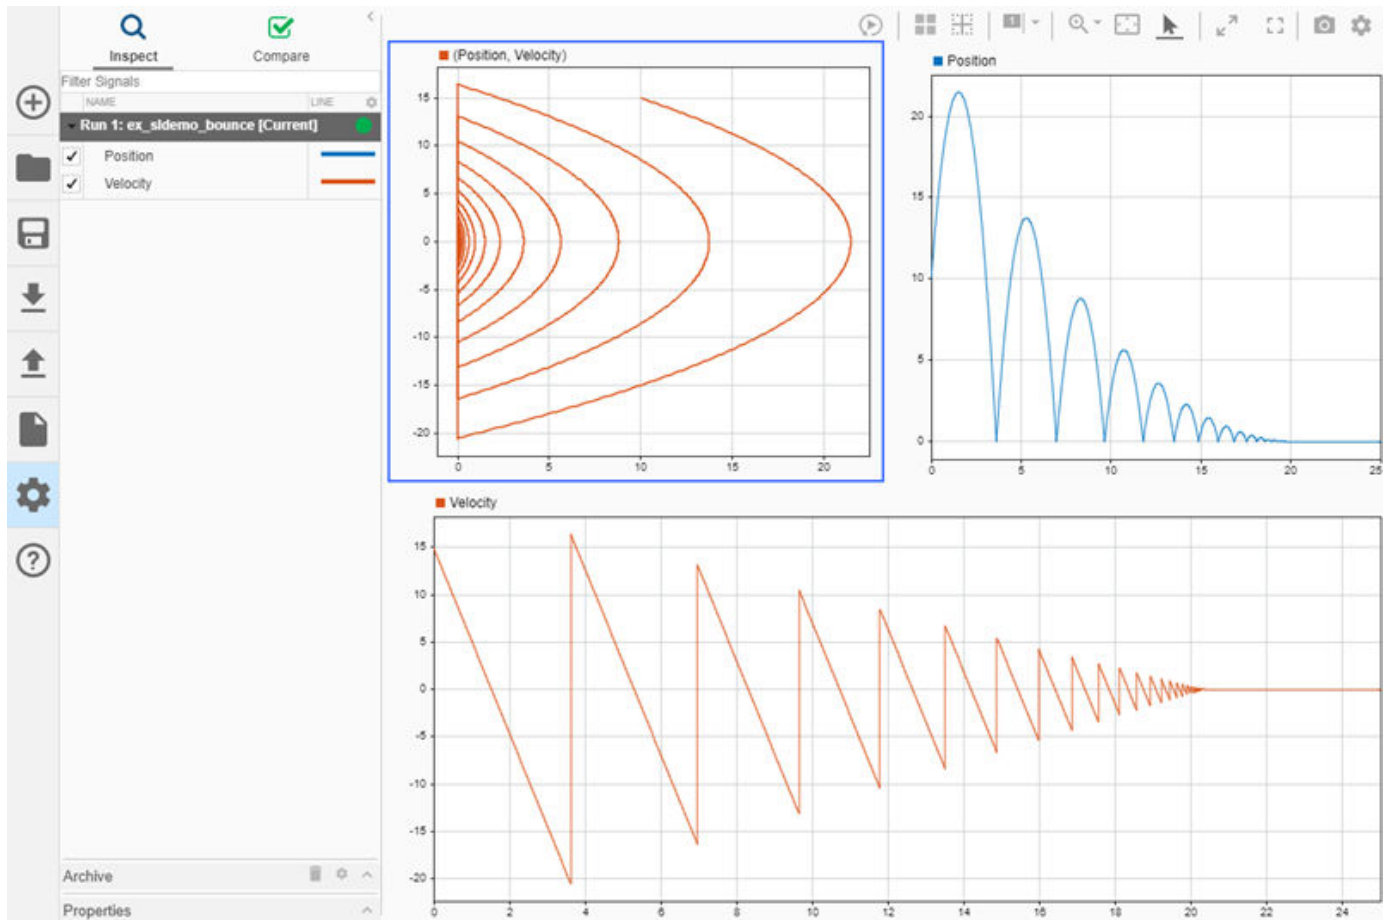 Inspect
Compare
Filter Signals
NAME
LINE
Run 1: ex_sldemo_bounce [Current]
Position
Velocity
Archive
Properties
1
(Position, Velocity)
15
10
5
0
-5
-10
-15
-20
0 5 10 15 20
Position
20
15
10
5
0
0 5 10 15 20 25
Velocity
15
10
5
0
-5
-10
-15
-20
0 2 4 6 8 10 12 14 16 18 20 22 24